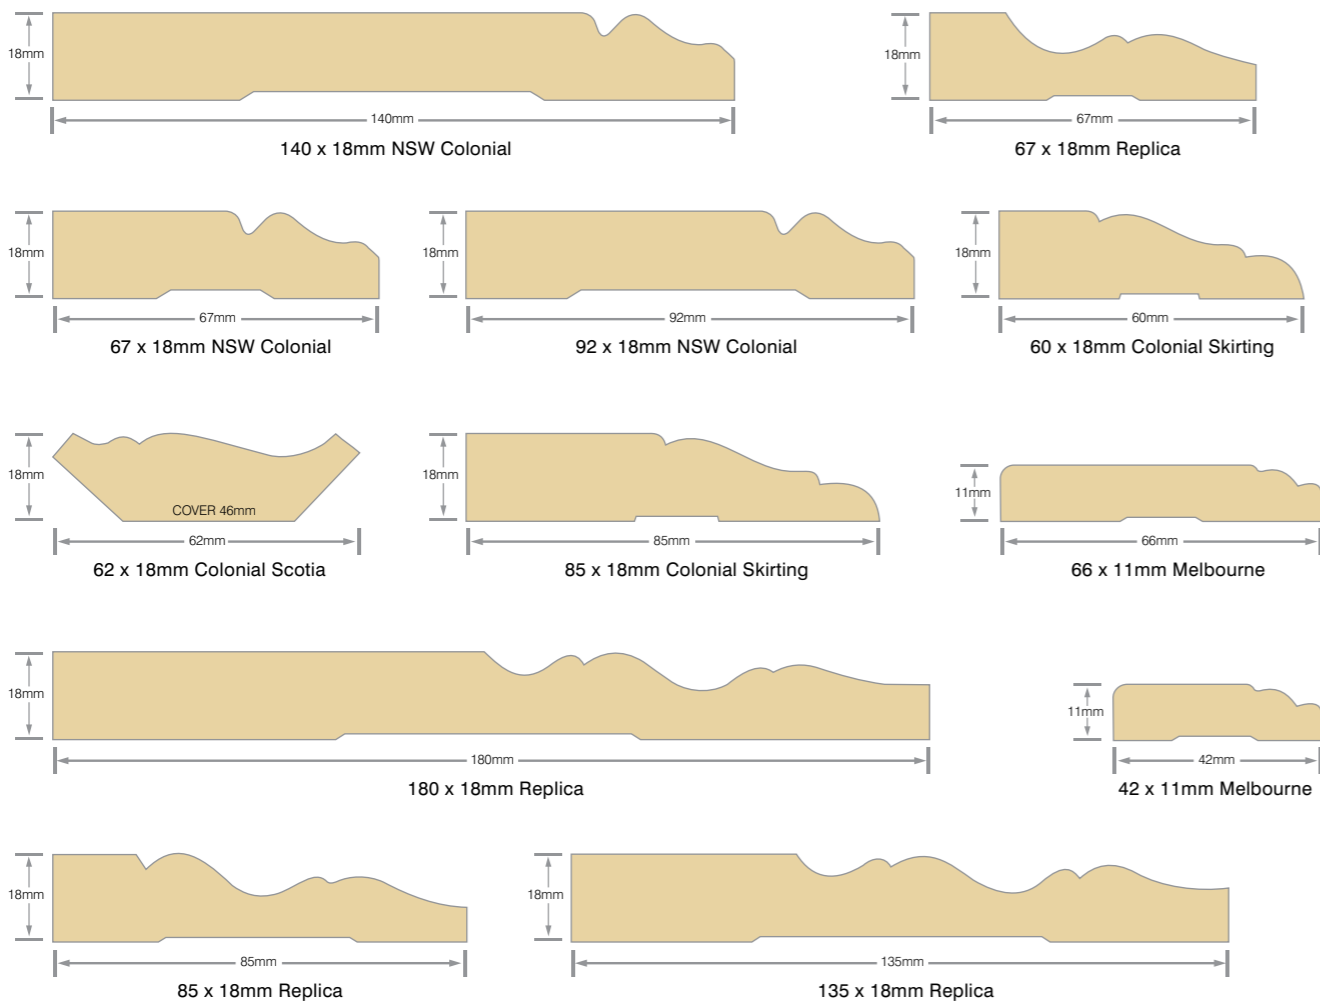 18mm
140mm
140 x 18mm NSW Colonial
18mm
67mm
67 x 18mm Replica
18mm
67mm
67 x 18mm NSW Colonial
18mm
92mm
92 x 18mm NSW Colonial
18mm
60mm
60 x 18mm Colonial Skirting
18mm
COVER 46mm
62mm
62 x 18mm Colonial Scotia
18mm
85mm
85 x 18mm Colonial Skirting
11mm
66mm
66 x 11mm Melbourne
18mm
180mm
180 x 18mm Replica
11mm
42mm
42 x 11mm Melbourne
18mm
85mm
85 x 18mm Replica
18mm
135mm
135 x 18mm Replica